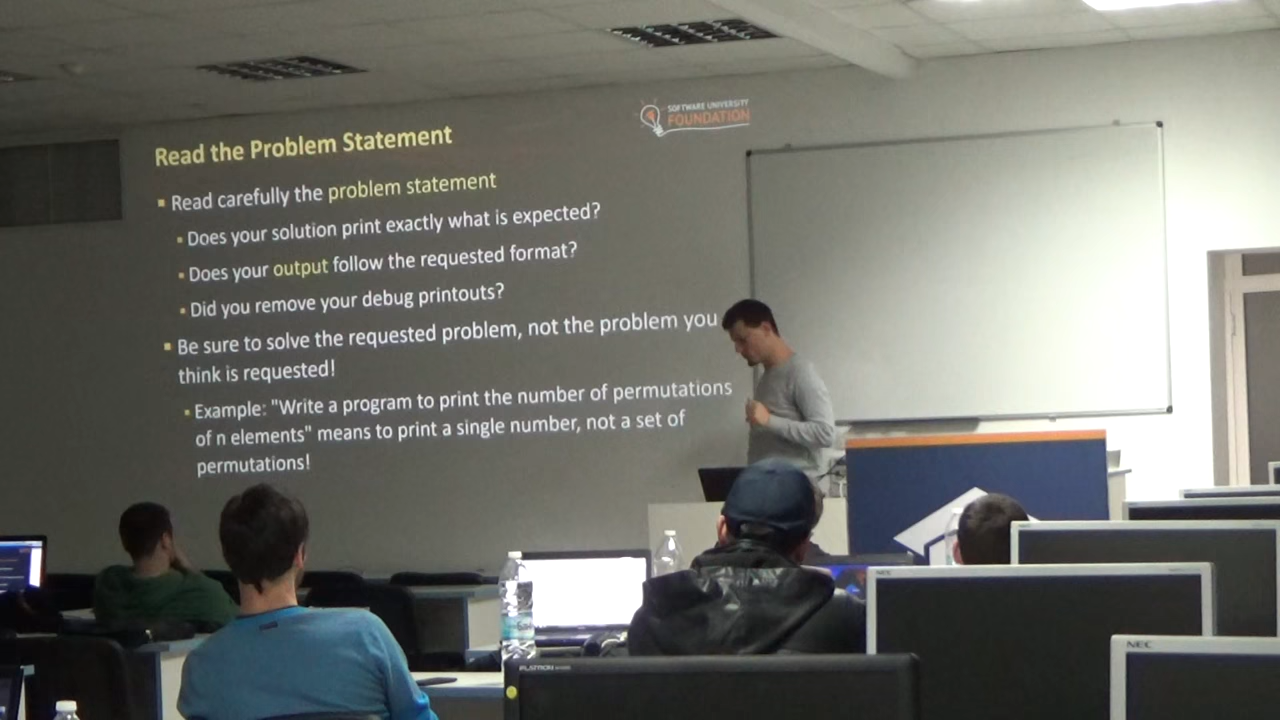 SOFTWARE UNIVERSITY
FOUNDATION
Read the Problem Statement
▪ Read carefully the problem statement
▪ Does your solution print exactly what is expected?
▪ Does your output follow the requested format?
▪ Did you remove your debug printouts?
▪ Be sure to solve the requested problem, not the problem you
think is requested!
▪ Example: "Write a program to print the number of permutations
of n elements" means to print a single number, not a set of
permutations!
NEC
NEC